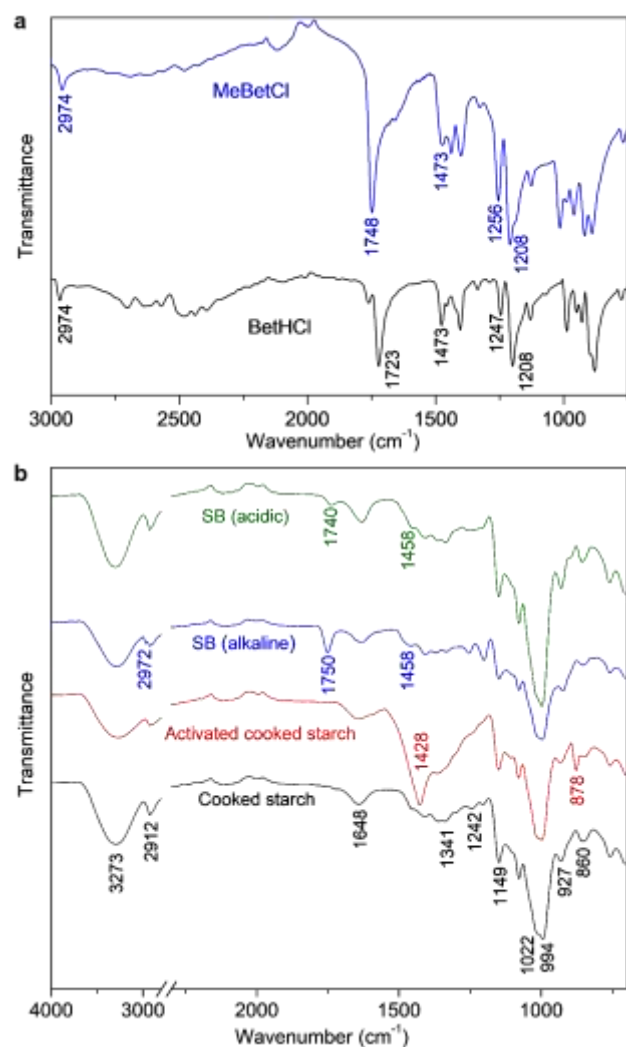 a
MeBetCl
2974
1748
1473
1256
1208
BetHCl
2974
1723
1473
1247
1208
Transmittance
3000 2500 2000 1500 1000
Wavenumber (cm⁻¹)
b
SB (acidic)
1740
1458
SB (alkaline)
2972
1750
1458
Activated cooked starch
1428
878
Cooked starch
3273
2912
1648
1341
1242
1149
1022
994
927
860
Transmittance
4000 3000 2000 1500 1000
Wavenumber (cm⁻¹)